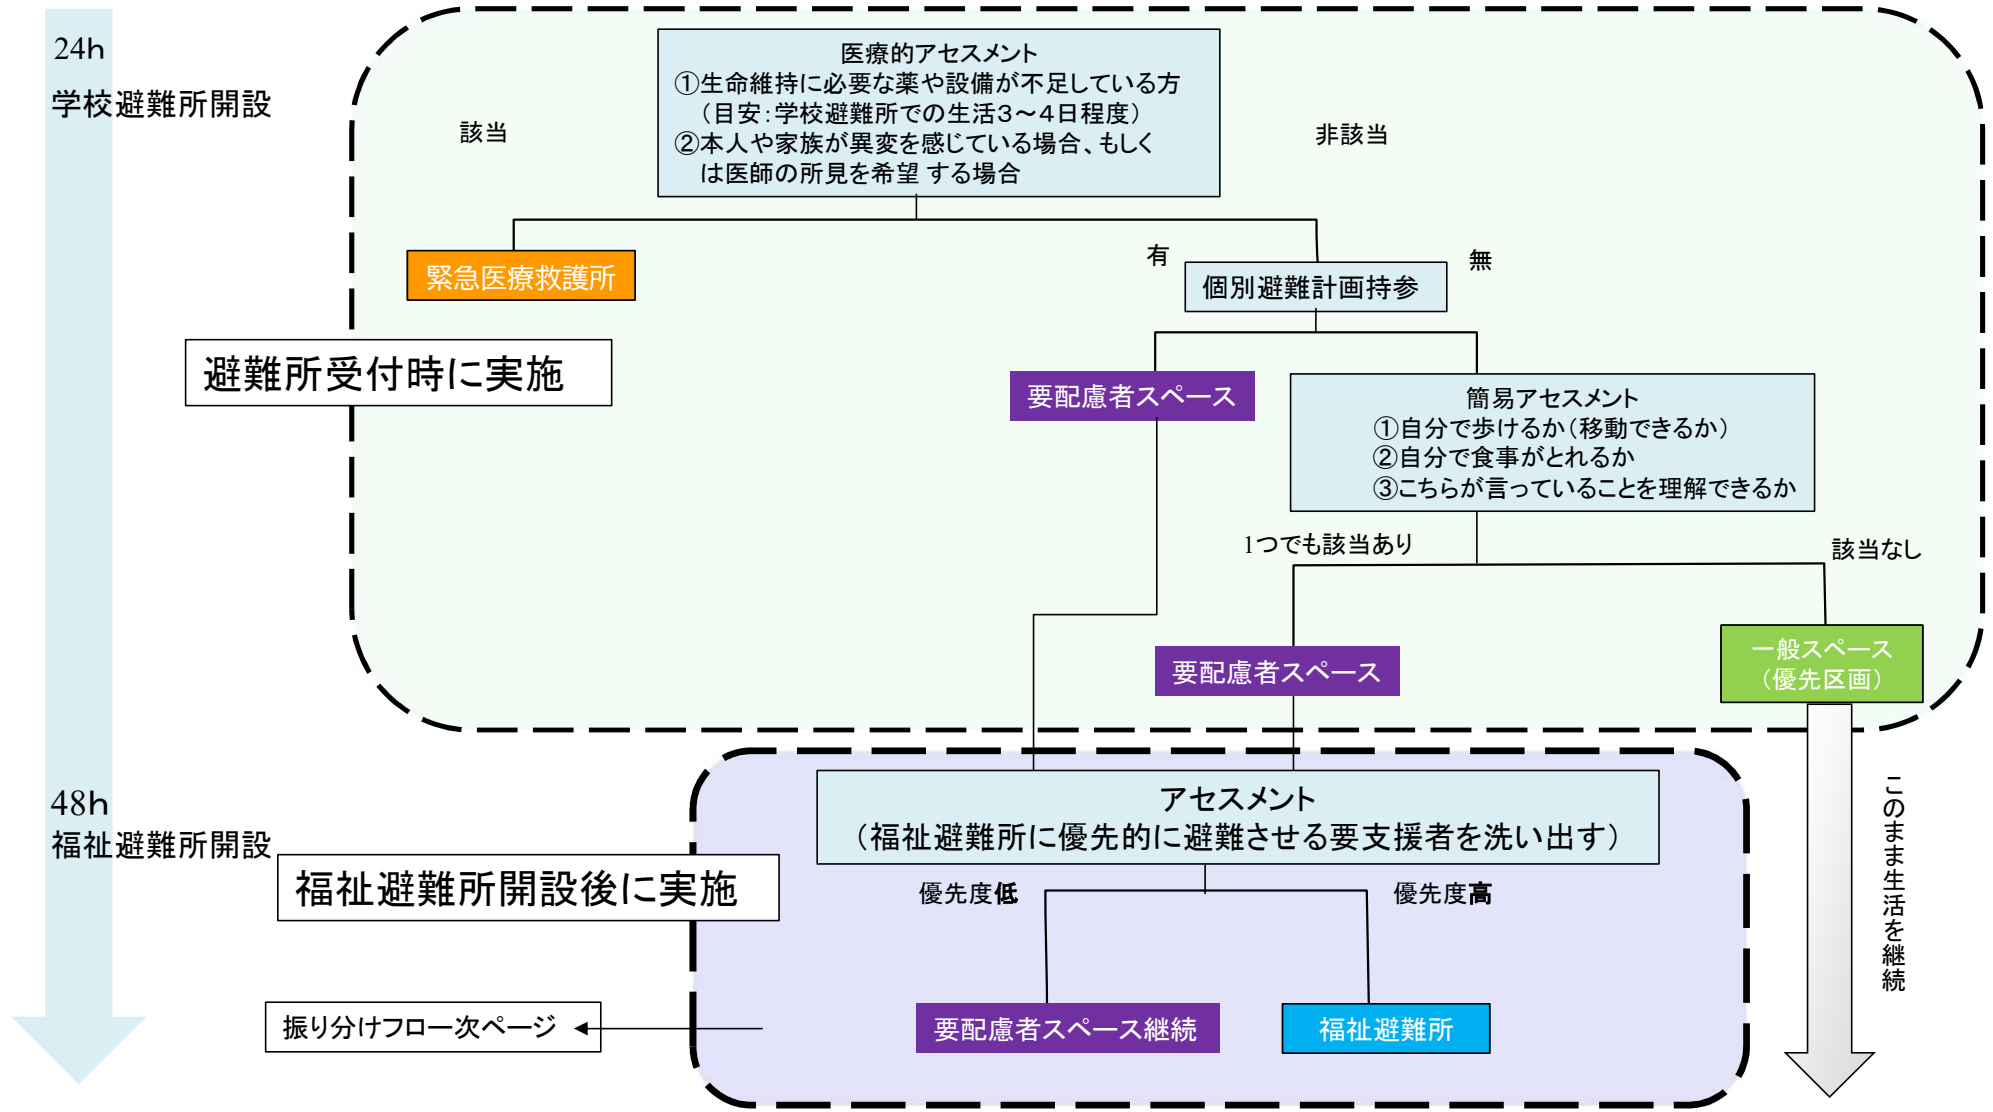 24h
学校避難所開設
医療的アセスメント
①生命維持に必要な薬や設備が不足している方
（目安：学校避難所での生活３～４日程度）
②本人や家族が異変を感じている場合、もしく
は医師の所見を希望 する場合
該当
非該当
緊急医療救護所
有
無
個別避難計画持参
避難所受付時に実施
要配慮者スペース
簡易アセスメント
①自分で歩けるか（移動できるか）
②自分で食事がとれるか
③こちらが言っていることを理解できるか
1つでも該当あり
該当なし
要配慮者スペース
一般スペース
（優先区画）
48h
福祉避難所開設
アセスメント
（福祉避難所に優先的に避難させる要支援者を洗い出す）
福祉避難所開設後に実施
優先度低
優先度高
このまま生活を継続
振り分けフロー次ページ
要配慮者スペース継続
福祉避難所